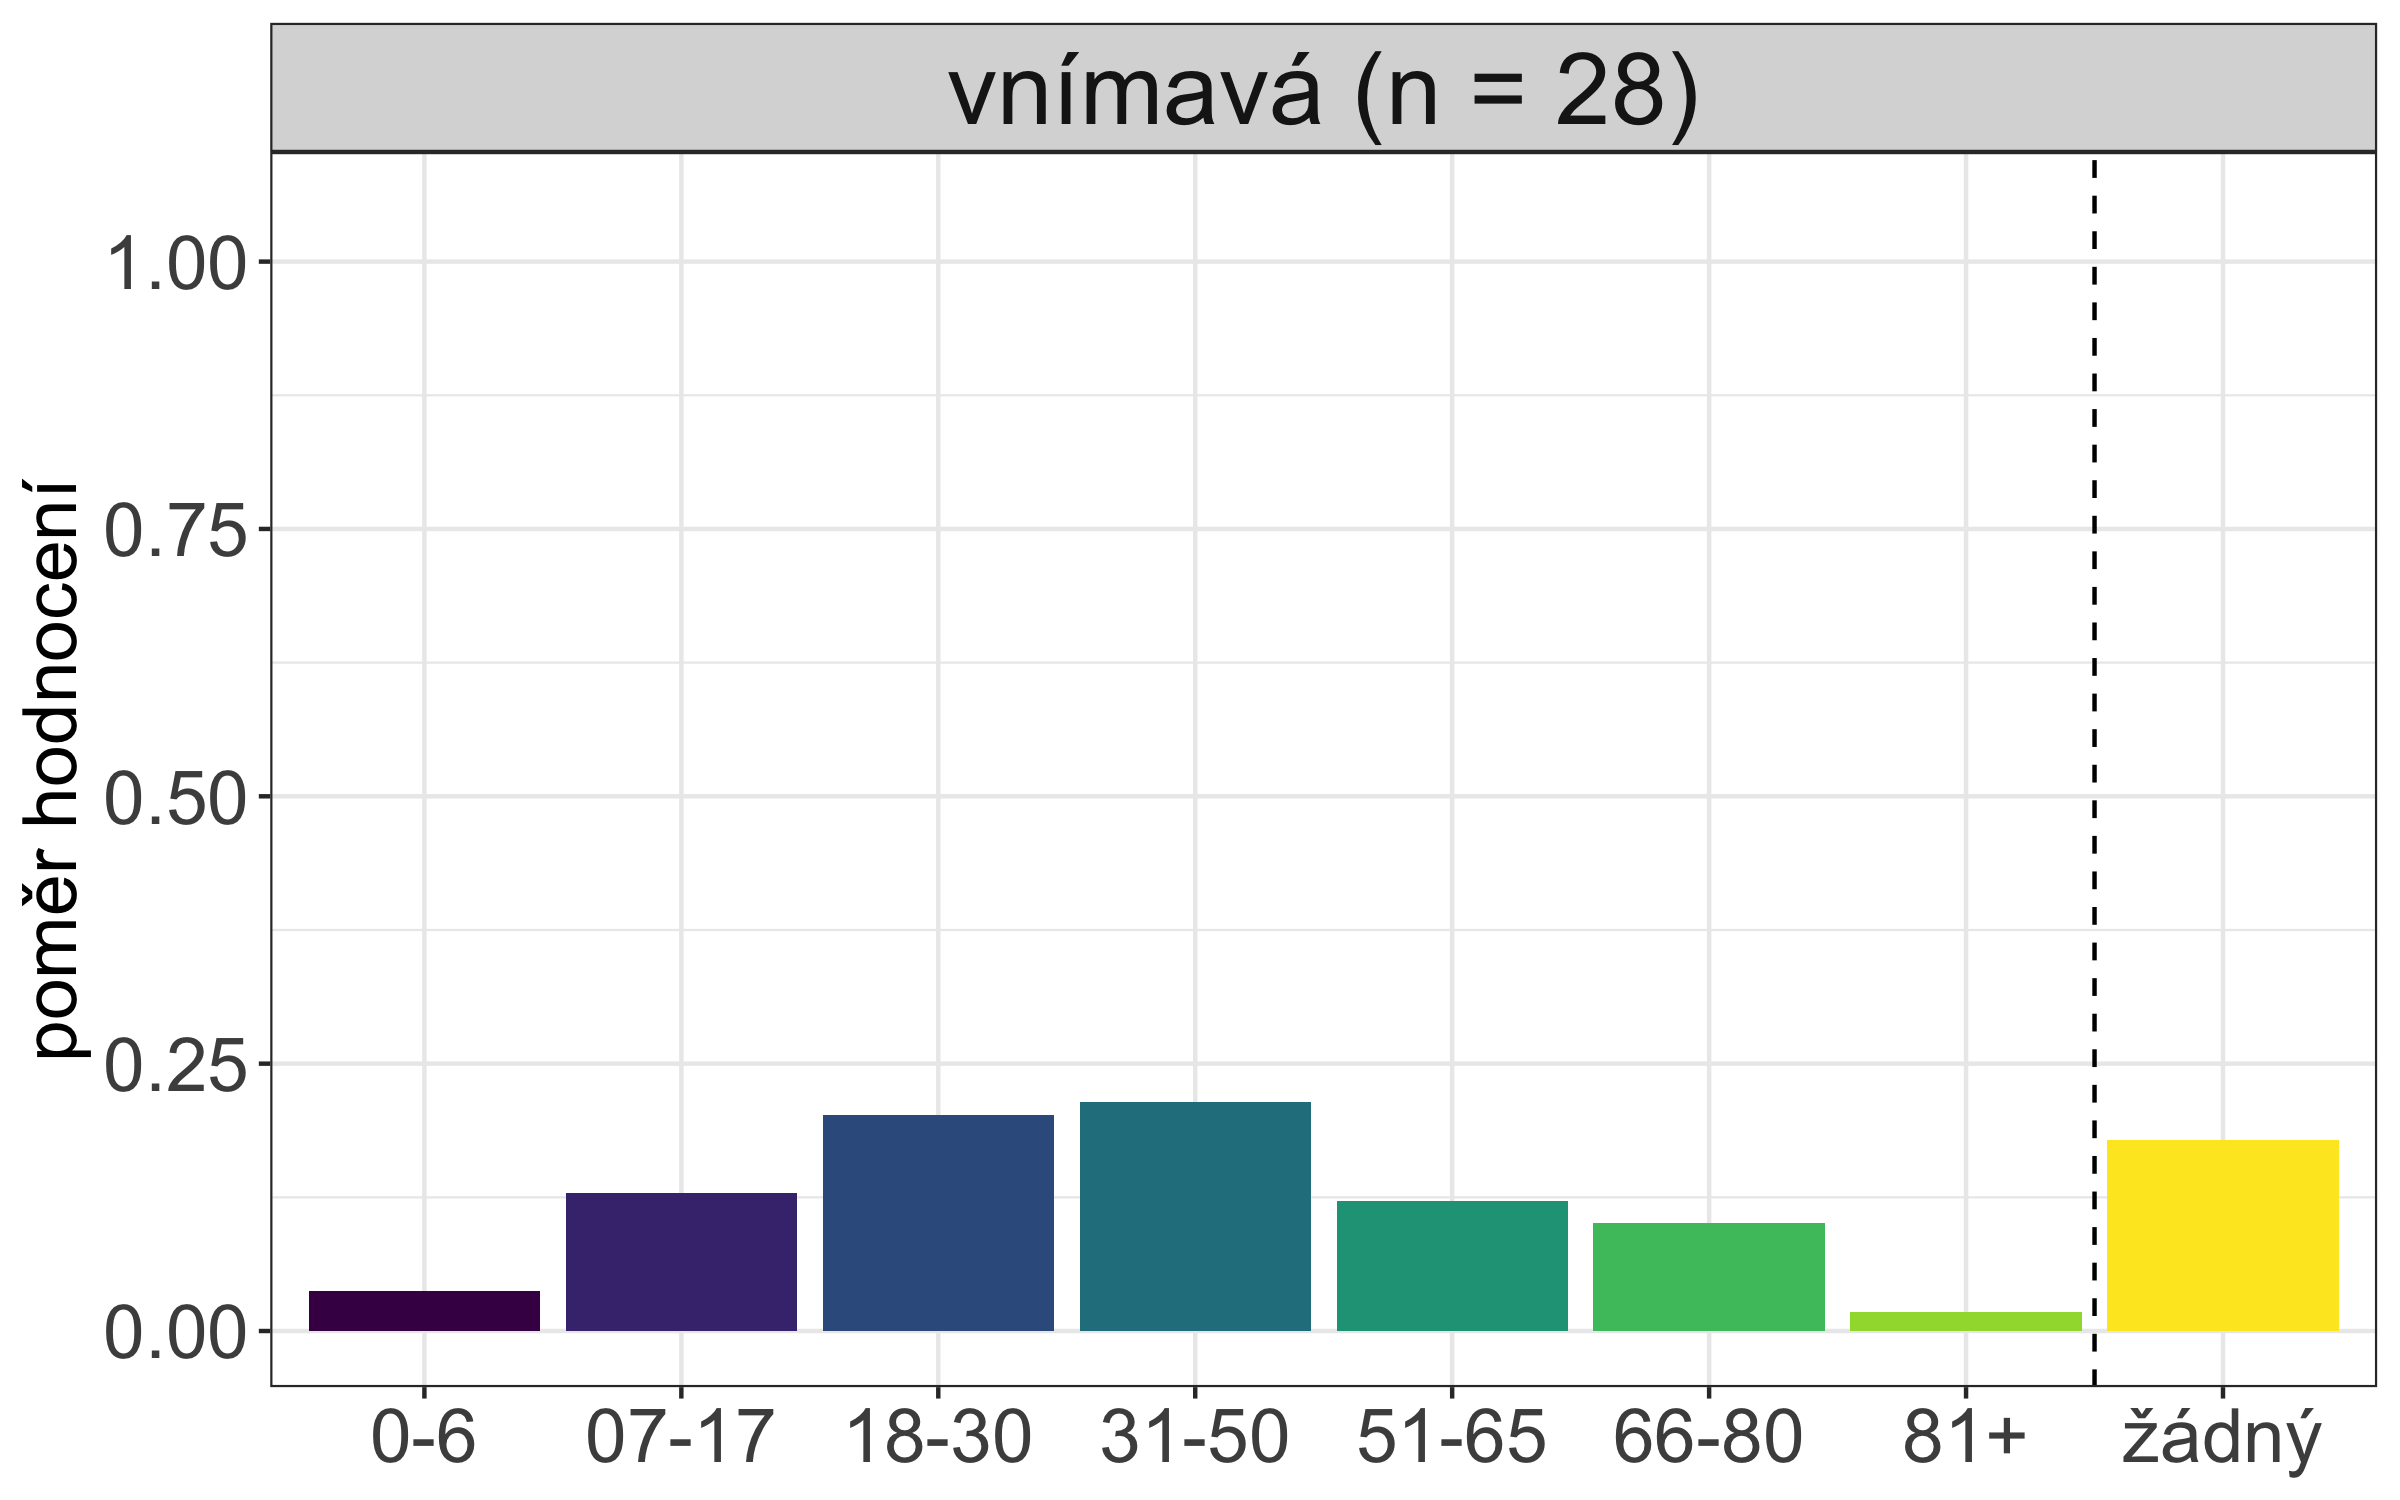 vnímavá (n = 28)
poměr hodnocení
1.00
0.75
0.50
0.25
0.00
0-6 07-17 18-30 31-50 51-65 66-80 81+ žádný